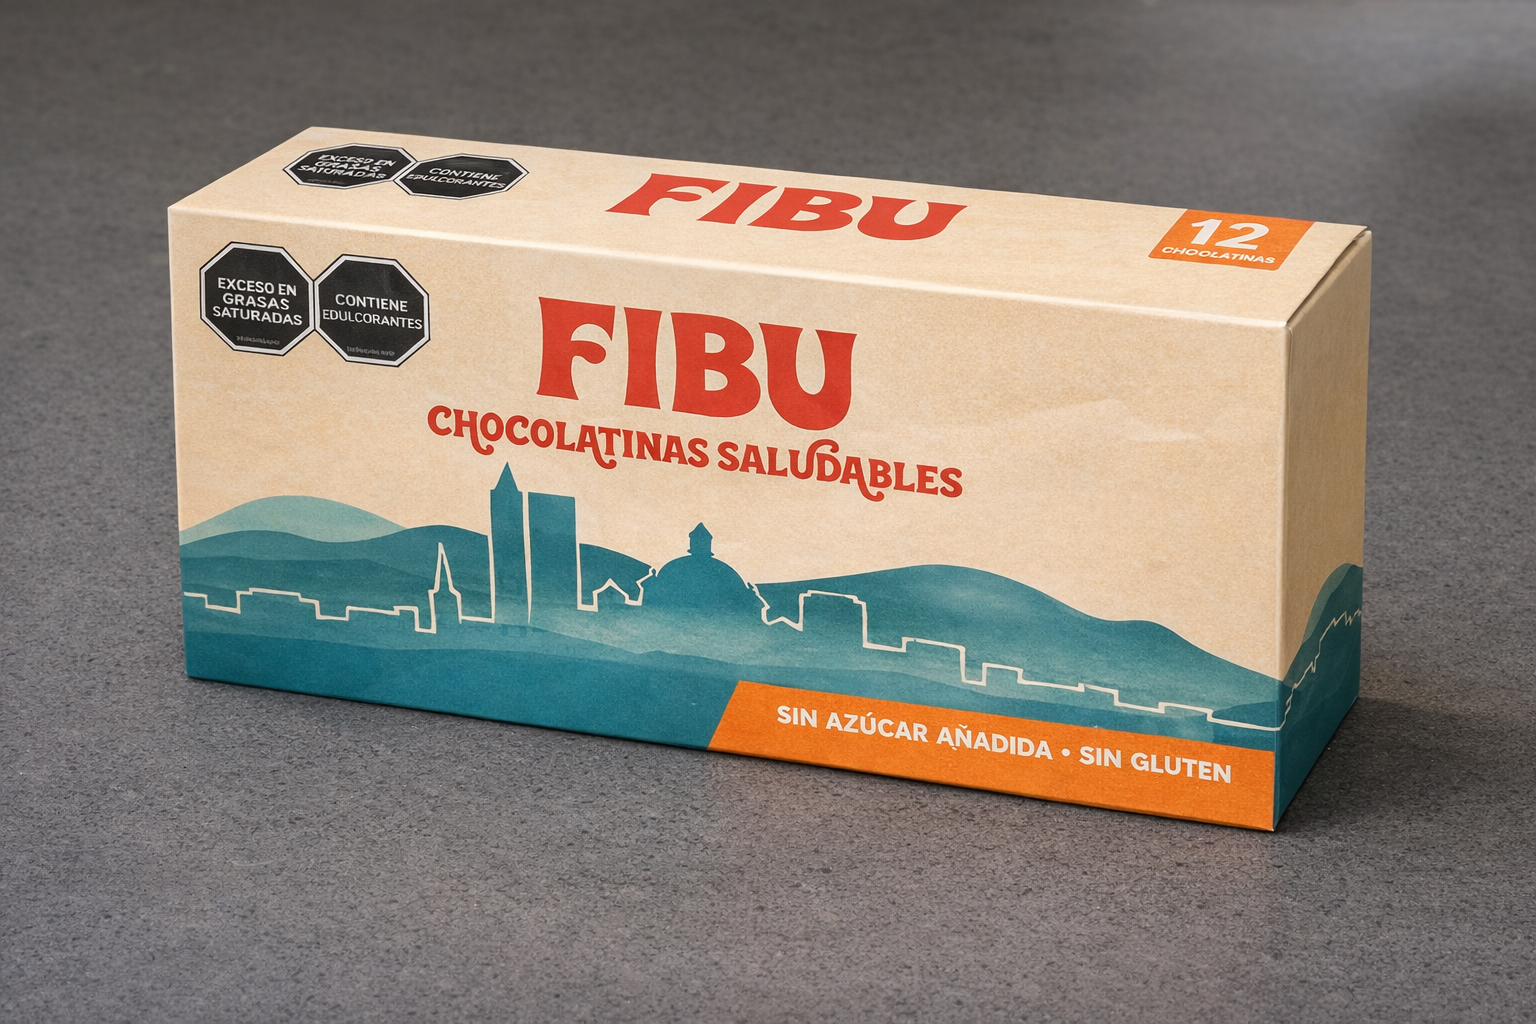 EXCESO EN
GRASAS
SATURADAS
CONTIENE
EDULCORANTES
FIBU
12
CHOCOLATINAS
EXCESO EN
GRASAS
SATURADAS
CONTIENE
EDULCORANTES
FIBU
CHOCOLATINAS SALUDABLES
SIN AZÚCAR AÑADIDA • SIN GLUTEN